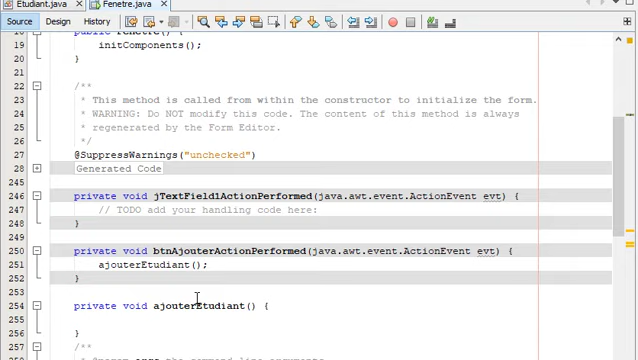 Etudiant.java
Fenetre.java
Source
Design
History
18
public Fenetre() {
19
initComponents();
20
}
21
22
/**
23
* This method is called from within the constructor to initialize the form.
24
* WARNING: Do NOT modify this code. The content of this method is always
25
* regenerated by the Form Editor.
26
*/
27
@SuppressWarnings("unchecked")
28
Generated Code
245
246
private void jTextField1ActionPerformed(java.awt.event.ActionEvent evt) {
247
// TODO add your handling code here:
248
}
249
250
private void btnAjouterActionPerformed(java.awt.event.ActionEvent evt) {
251
ajouterEtudiant();
252
}
253
254
private void ajouterEtudiant() {
255
256
}
257
/**